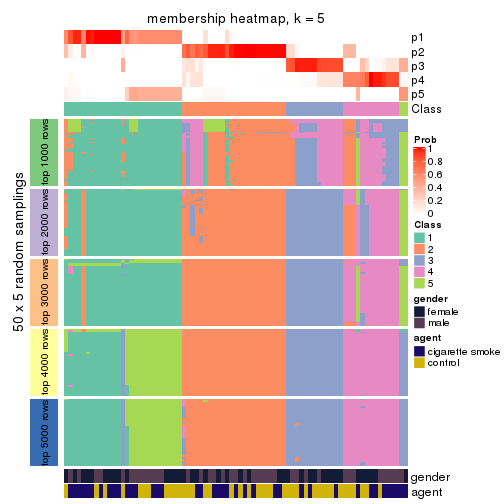 membership heatmap, k = 5
p1
p2
p3
p4
p5
Class
50 x 5 random samplings
top 1000 rows
top 2000 rows
top 3000 rows
top 4000 rows
top 5000 rows
gender
agent
Prob
1
0.8
0.6
0.4
0.2
0
Class
1
2
3
4
5
gender
female
male
agent
cigarette smoke
control